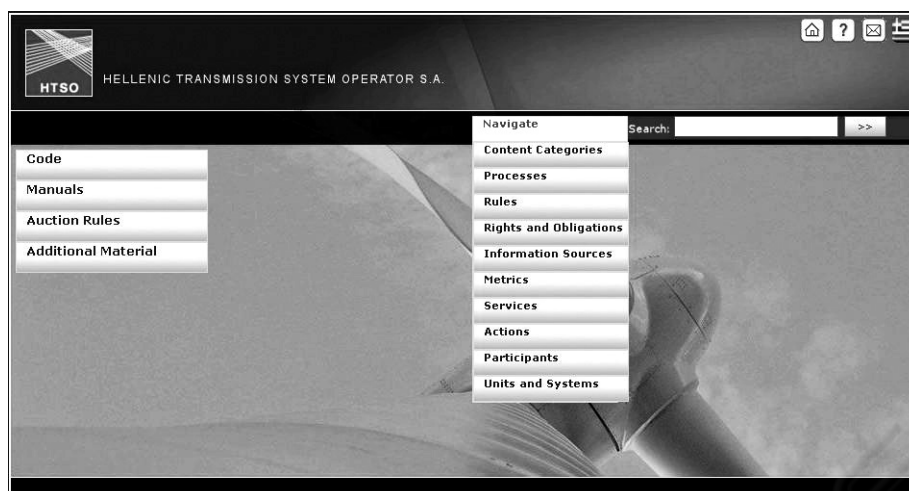 HTSO
HELLENIC TRANSMISSION SYSTEM OPERATOR S.A.
?
Navigate
Search:
>>
Code
Manuals
Auction Rules
Additional Material
Content Categories
Processes
Rules
Rights and Obligations
Information Sources
Metrics
Services
Actions
Participants
Units and Systems